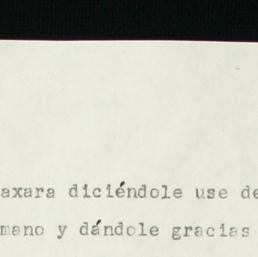 axara diciéndole use de
mano y dándole gracias